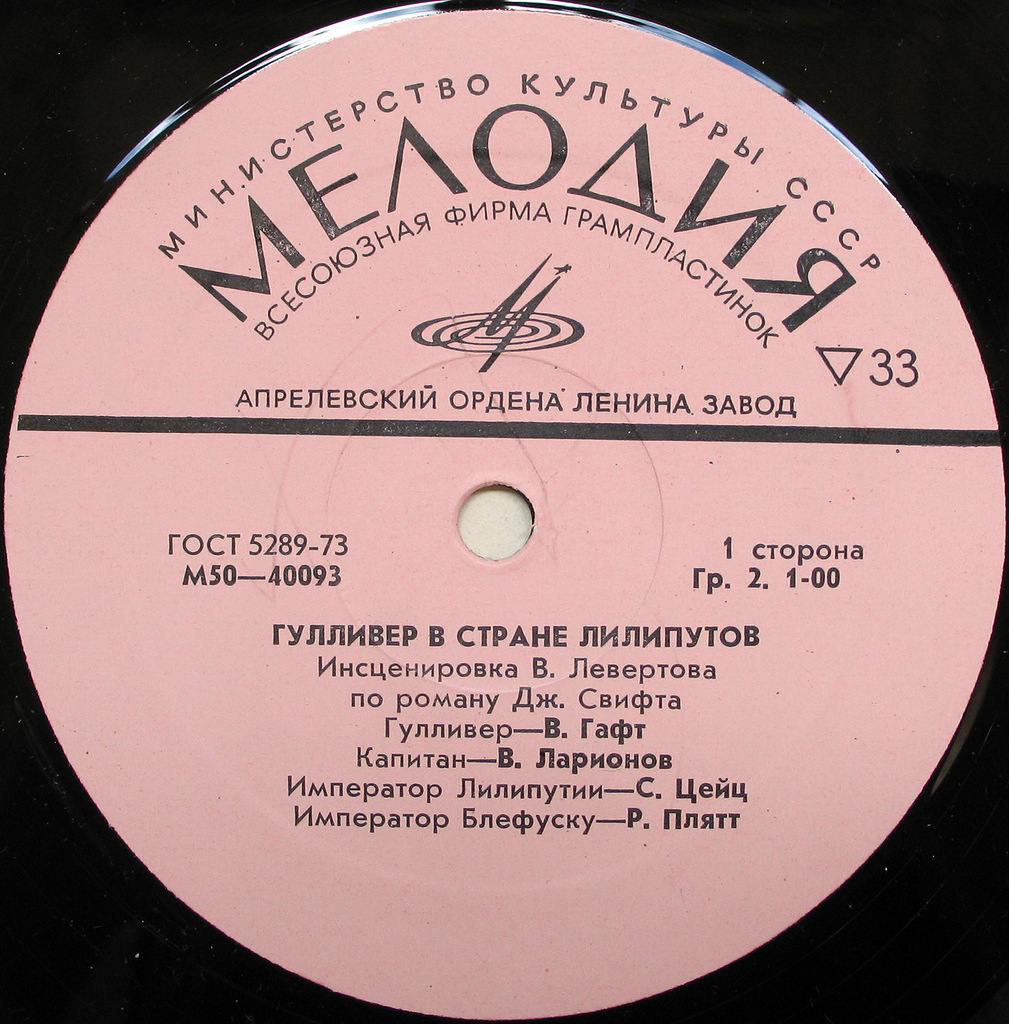 МИНИСТЕРСТВО КУЛЬТУРЫ СССР
МЕЛОДИЯ
ВСЕСОЮЗНАЯ ФИРМА ГРАМПЛАСТИНОК
▽33
АПРЕЛЕВСКИЙ ОРДЕНА ЛЕНИНА ЗАВОД
ГОСТ 5289-73
М50—40093
1 сторона
Гр. 2. 1-00
ГУЛЛИВЕР В СТРАНЕ ЛИЛИПУТОВ
Инсценировка В. Левертова
по роману Дж. Свифта
Гулливер—В. Гафт
Капитан—В. Ларионов
Император Лилипутии—С. Цейц
Император Блефуску—Р. Плятт